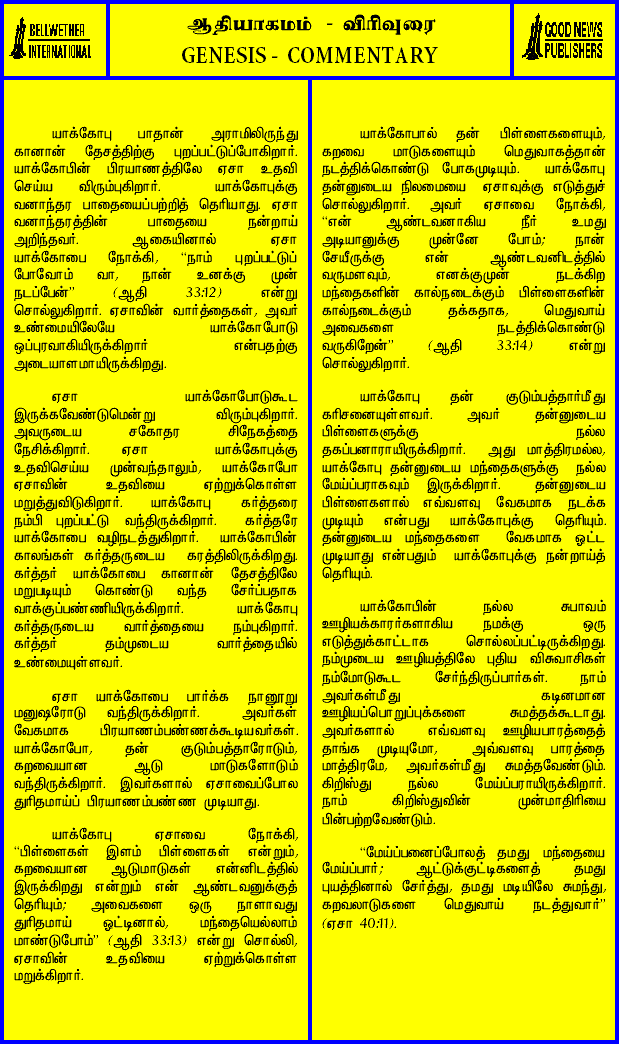 BELLWETHER
INTERNATIONAL
ஆதியாகமம் - விரிவுரை
GENESIS - COMMENTARY
GOOD NEWS
PUBLISHERS
யாக்கோபு பாதான் அராமிலிருந்து
கானான் தேசத்திற்கு புறப்பட்டுப்போகிறார்.
யாக்கோபின் பிரயாணத்திலே ஏசா உதவி
செய்ய விரும்புகிறார். யாக்கோபுக்கு
வனாந்தர பாதையைப்பற்றித் தெரியாது. ஏசா
வனாந்தரத்தின் பாதையை நன்றாய்
அறிந்தவர். ஆகையினால் ஏசா
யாக்கோபை நோக்கி, “நாம் புறப்பட்டுப்
போவோம் வா, நான் உனக்கு முன்
நடப்பேன்” (ஆதி 33:12) என்று
சொல்லுகிறார். ஏசாவின் வார்த்தைகள், அவர்
உண்மையிலேயே யாக்கோபோடு
ஒப்புரவாகியிருக்கிறார் என்பதற்கு
அடையாளமாயிருக்கிறது.
ஏசா யாக்கோபோடுகூட
இருக்கவேண்டுமென்று விரும்புகிறார்.
அவருடைய சகோதர சிநேகத்தை
நேசிக்கிறார். ஏசா யாக்கோபுக்கு
உதவிசெய்ய முன்வந்தாலும், யாக்கோபோ
ஏசாவின் உதவியை ஏற்றுக்கொள்ள
மறுத்துவிடுகிறார். யாக்கோபு கர்த்தரை
நம்பி புறப்பட்டு வந்திருக்கிறார். கர்த்தரே
யாக்கோபை வழிநடத்துகிறார். யாக்கோபின்
காலங்கள் கர்த்தருடைய கரத்திலிருக்கிறது.
கர்த்தர் யாக்கோபை கானான் தேசத்திலே
மறுபடியும் கொண்டு வந்த சேர்ப்பதாக
வாக்குப்பண்ணியிருக்கிறார். யாக்கோபு
கர்த்தருடைய வார்த்தையை நம்புகிறார்.
கர்த்தர் தம்முடைய வார்த்தையில்
உண்மையுள்ளவர்.
ஏசா யாக்கோபை பார்க்க நானூறு
மனுஷரோடு வந்திருக்கிறார். அவர்கள்
வேகமாக பிரயாணம்பண்ணக்கூடியவர்கள்.
யாக்கோபோ, தன் குடும்பத்தாரோடும்,
கறவையான ஆடு மாடுகளோடும்
வந்திருக்கிறார். இவர்களால் ஏசாவைப்போல
துரிதமாய்ப் பிரயாணம்பண்ண முடியாது.
யாக்கோபு ஏசாவை நோக்கி,
“பிள்ளைகள் இளம் பிள்ளைகள் என்றும்,
கறவையான ஆடுமாடுகள் என்னிடத்தில்
இருக்கிறது என்றும் என் ஆண்டவனுக்குத்
தெரியும்; அவைகளை ஒரு நாளாவது
துரிதமாய் ஓட்டினால், மந்தையெல்லாம்
மாண்டுபோம்” (ஆதி 33:13) என்று சொல்லி,
ஏசாவின் உதவியை ஏற்றுக்கொள்ள
மறுக்கிறார்.
யாக்கோபால் தன் பிள்ளைகளையும்,
கறவை மாடுகளையும் மெதுவாகத்தான்
நடத்திக்கொண்டு போகமுடியும். யாக்கோபு
தன்னுடைய நிலமையை ஏசாவுக்கு எடுத்துச்
சொல்லுகிறார். அவர் ஏசாவை நோக்கி,
“என் ஆண்டவனாகிய நீர் உமது
அடியானுக்கு முன்னே போம்; நான்
சேயீருக்கு என் ஆண்டவனிடத்தில்
வருமளவும், எனக்குமுன் நடக்கிற
மந்தைகளின் கால்நடைக்கும் பிள்ளைகளின்
கால்நடைக்கும் தக்கதாக, மெதுவாய்
அவைகளை நடத்திக்கொண்டு
வருகிறேன்” (ஆதி 33:14) என்று
சொல்லுகிறார்.
யாக்கோபு தன் குடும்பத்தார்மீது
கரிசனையுள்ளவர். அவர் தன்னுடைய
பிள்ளைகளுக்கு நல்ல
தகப்பனாராயிருக்கிறார். அது மாத்திரமல்ல,
யாக்கோபு தன்னுடைய மந்தைகளுக்கு நல்ல
மேய்ப்பராகவும் இருக்கிறார். தன்னுடைய
பிள்ளைகளால் எவ்வளவு வேகமாக நடக்க
முடியும் என்பது யாக்கோபுக்கு தெரியும்.
தன்னுடைய மந்தைகளை வேகமாக ஓட்ட
முடியாது என்பதும் யாக்கோபுக்கு நன்றாய்த்
தெரியும்.
யாக்கோபின் நல்ல சுபாவம்
ஊழியக்காரர்களாகிய நமக்கு ஒரு
எடுத்துக்காட்டாக சொல்லப்பட்டிருக்கிறது.
நம்முடைய ஊழியத்திலே புதிய விசுவாசிகள்
நம்மோடுகூட சேர்ந்திருப்பார்கள். நாம்
அவர்கள்மீது கடினமான
ஊழியப்பொறுப்புக்களை சுமத்தக்கூடாது.
அவர்களால் எவ்வளவு ஊழியபாரத்தைத்
தாங்க முடியுமோ, அவ்வளவு பாரத்தை
மாத்திரமே, அவர்கள்மீது சுமத்தவேண்டும்.
கிறிஸ்து நல்ல மேய்ப்பராயிருக்கிறார்.
நாம் கிறிஸ்துவின் முன்மாதிரியை
பின்பற்றவேண்டும்.
“மேய்ப்பனைப்போலத் தமது மந்தையை
மேய்ப்பார்; ஆட்டுக்குட்டிகளைத் தமது
புயத்தினால் சேர்த்து, தமது மடியிலே சுமந்து,
கறவலாடுகளை மெதுவாய் நடத்துவார்”
(ஏசா 40:11).